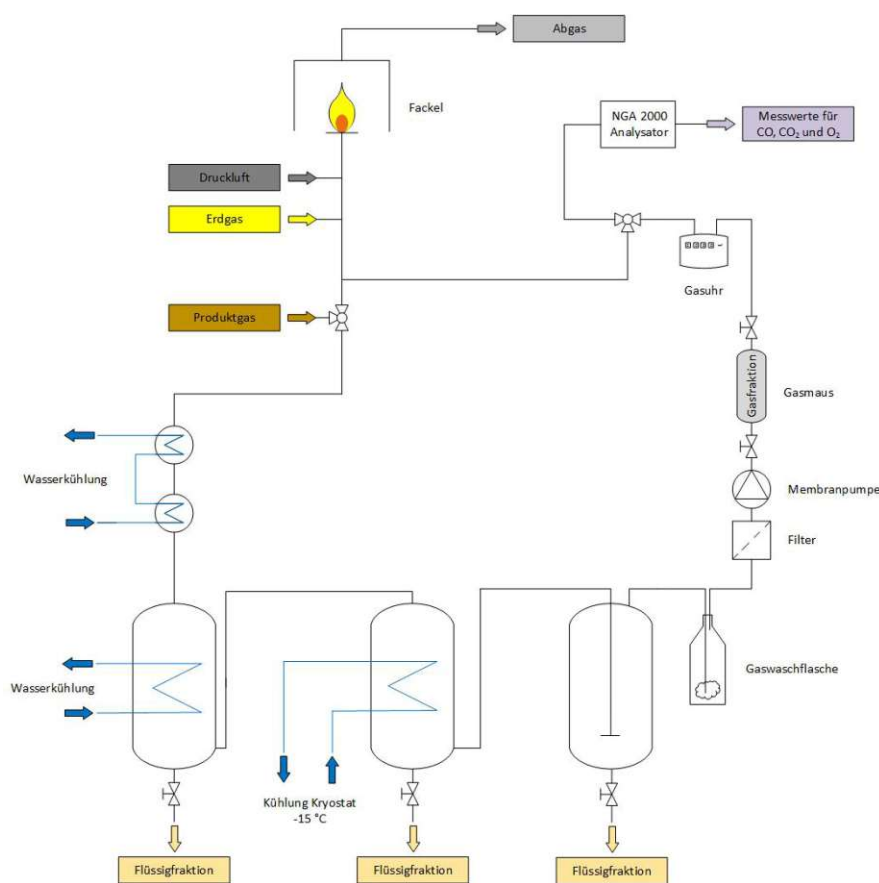 Abgas
Fackel
NGA 2000
Analysator
Messwerte für
CO, CO₂ und O₂
Druckluft
Erdgas
Gasuhr
Produktgas
Gasfraktion
Gasmaus
Wasserkühlung
Membranpumpe
Filter
Wasserkühlung
Gaswaschflasche
Kühlung Kryostat
-15 °C
Flüssigfraktion
Flüssigfraktion
Flüssigfraktion